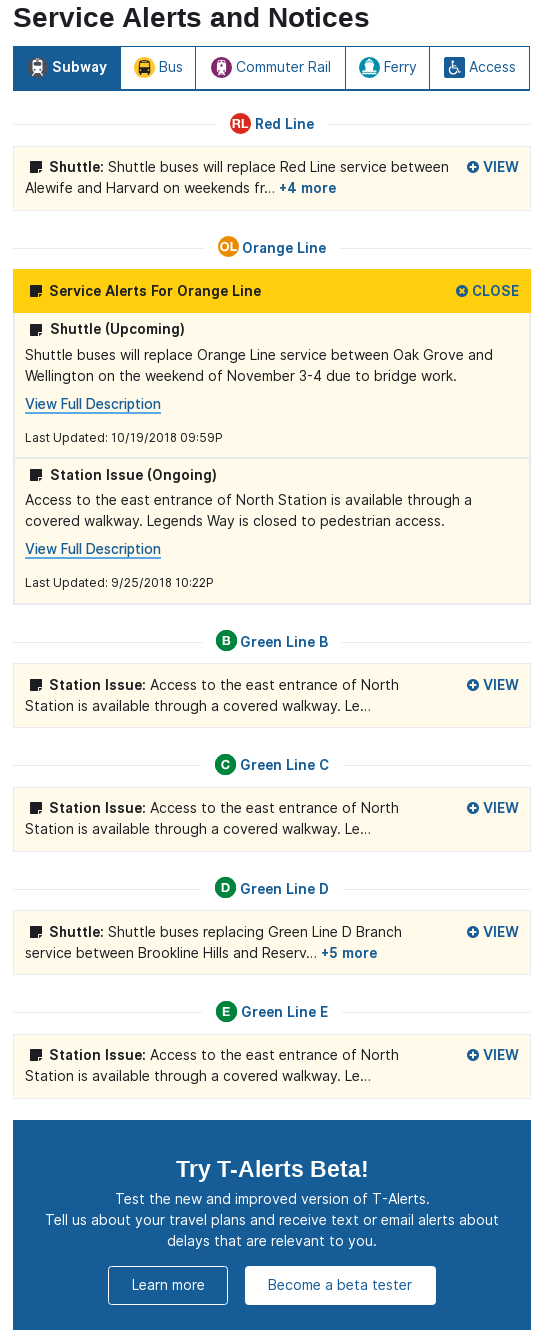 Service Alerts and Notices
Subway Bus Commuter Rail Ferry Access
RL Red Line
Shuttle: Shuttle buses will replace Red Line service between VIEW
Alewife and Harvard on weekends fr... +4 more
OL Orange Line
Service Alerts For Orange Line CLOSE
Shuttle (Upcoming)
Shuttle buses will replace Orange Line service between Oak Grove and
Wellington on the weekend of November 3-4 due to bridge work.
View Full Description
Last Updated: 10/19/2018 09:59P
Station Issue (Ongoing)
Access to the east entrance of North Station is available through a
covered walkway. Legends Way is closed to pedestrian access.
View Full Description
Last Updated: 9/25/2018 10:22P
B Green Line B
Station Issue: Access to the east entrance of North VIEW
Station is available through a covered walkway. Le...
C Green Line C
Station Issue: Access to the east entrance of North VIEW
Station is available through a covered walkway. Le...
D Green Line D
Shuttle: Shuttle buses replacing Green Line D Branch VIEW
service between Brookline Hills and Reserv... +5 more
E Green Line E
Station Issue: Access to the east entrance of North VIEW
Station is available through a covered walkway. Le...
Try T-Alerts Beta!
Test the new and improved version of T-Alerts.
Tell us about your travel plans and receive text or email alerts about
delays that are relevant to you.
Learn more Become a beta tester